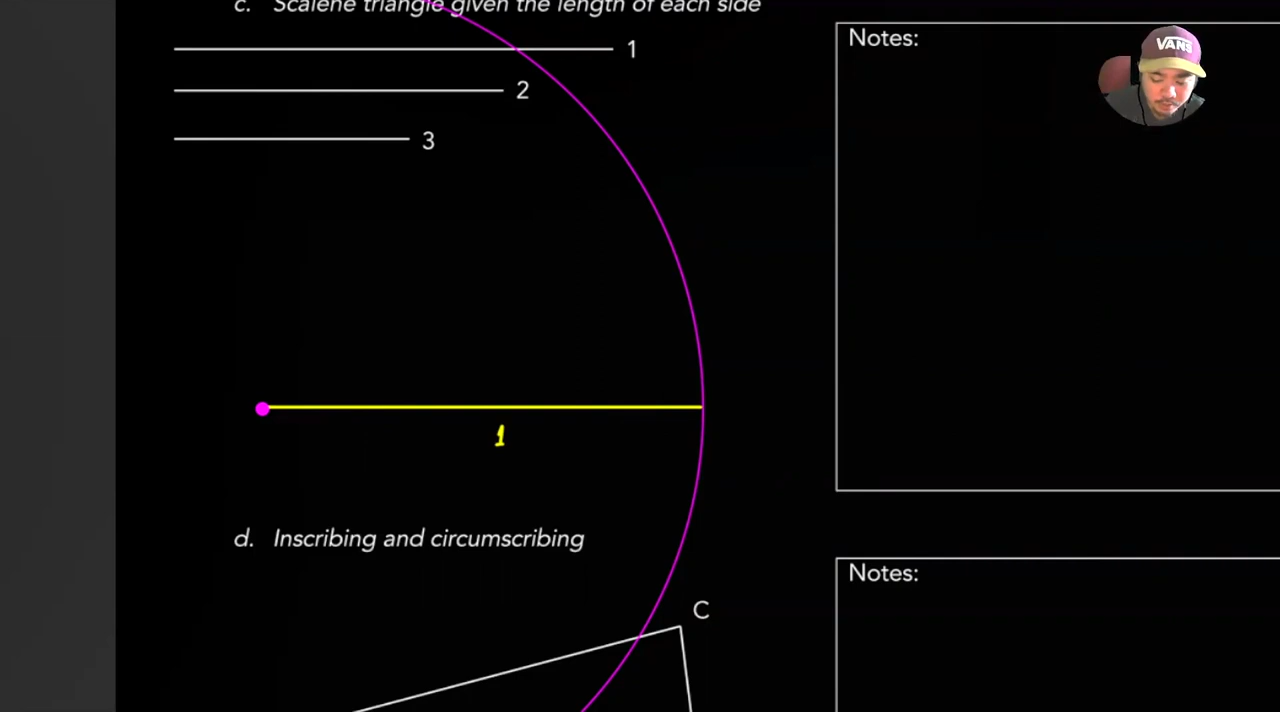 c. Scalene triangle given the length of each side
1
2
3
Notes:
VANS
1
d. Inscribing and circumscribing
Notes:
C